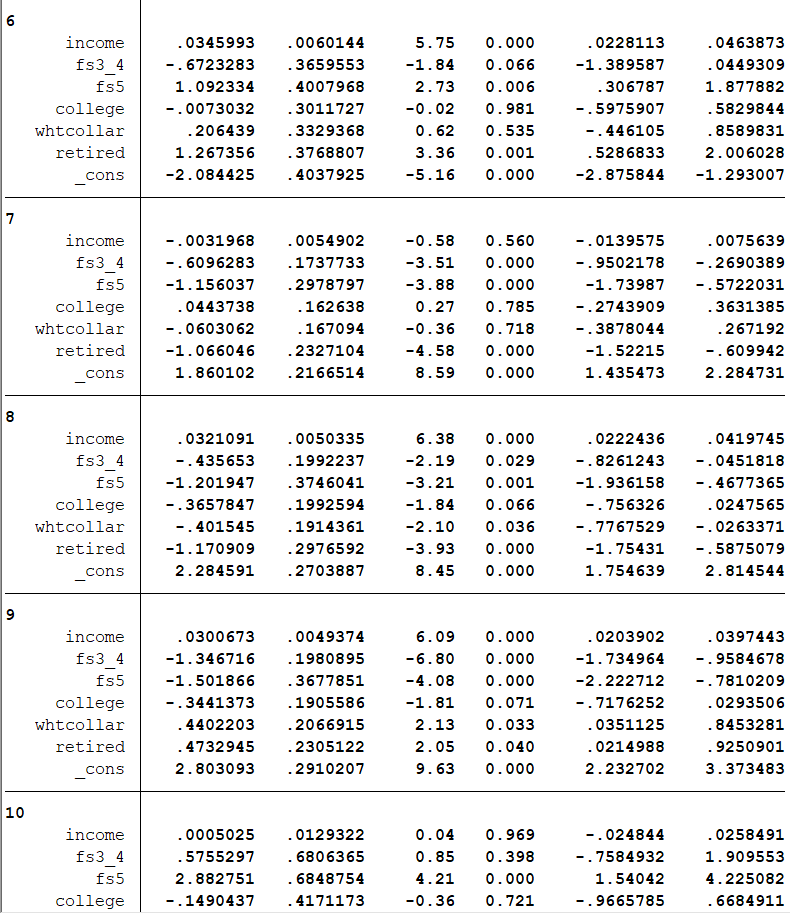 6
income .0345993 .0060144 5.75 0.000 .0228113 .0463873
fs3_4 -.6723283 .3659553 -1.84 0.066 -1.389587 .0449309
fs5 1.092334 .4007968 2.73 0.006 .306787 1.877882
college -.0073032 .3011727 -0.02 0.981 -.5975907 .5829844
whtcollar .206439 .3329368 0.62 0.535 -.446105 .8589831
retired 1.267356 .3768807 3.36 0.001 .5286833 2.006028
_cons -2.084425 .4037925 -5.16 0.000 -2.875844 -1.293007
7
income -.0031968 .0054902 -0.58 0.560 -.0139575 .0075639
fs3_4 -.6096283 .1737733 -3.51 0.000 -.9502178 -.2690389
fs5 -1.156037 .2978797 -3.88 0.000 -1.73987 -.5722031
college .0443738 .162638 0.27 0.785 -.2743909 .3631385
whtcollar -.0603062 .167094 -0.36 0.718 -.3878044 .267192
retired -1.066046 .2327104 -4.58 0.000 -1.52215 -.609942
_cons 1.860102 .2166514 8.59 0.000 1.435473 2.284731
8
income .0321091 .0050335 6.38 0.000 .0222436 .0419745
fs3_4 -.435653 .1992237 -2.19 0.029 -.8261243 -.0451818
fs5 -1.201947 .3746041 -3.21 0.001 -1.936158 -.4677365
college -.3657847 .1992594 -1.84 0.066 -.756326 .0247565
whtcollar -.401545 .1914361 -2.10 0.036 -.7767529 -.0263371
retired -1.170909 .2976592 -3.93 0.000 -1.75431 -.5875079
_cons 2.284591 .2703887 8.45 0.000 1.754639 2.814544
9
income .0300673 .0049374 6.09 0.000 .0203902 .0397443
fs3_4 -1.346716 .1980895 -6.80 0.000 -1.734964 -.9584678
fs5 -1.501866 .3677851 -4.08 0.000 -2.222712 -.7810209
college -.3441373 .1905586 -1.81 0.071 -.7176252 .0293506
whtcollar .4402203 .2066915 2.13 0.033 .0351125 .8453281
retired .4732945 .2305122 2.05 0.040 .0214988 .9250901
_cons 2.803093 .2910207 9.63 0.000 2.232702 3.373483
10
income .0005025 .0129322 0.04 0.969 -.024844 .0258491
fs3_4 .5755297 .6806365 0.85 0.398 -.7584932 1.909553
fs5 2.882751 .6848754 4.21 0.000 1.54042 4.225082
college -.1490437 .4171173 -0.36 0.721 -.9665785 .6684911